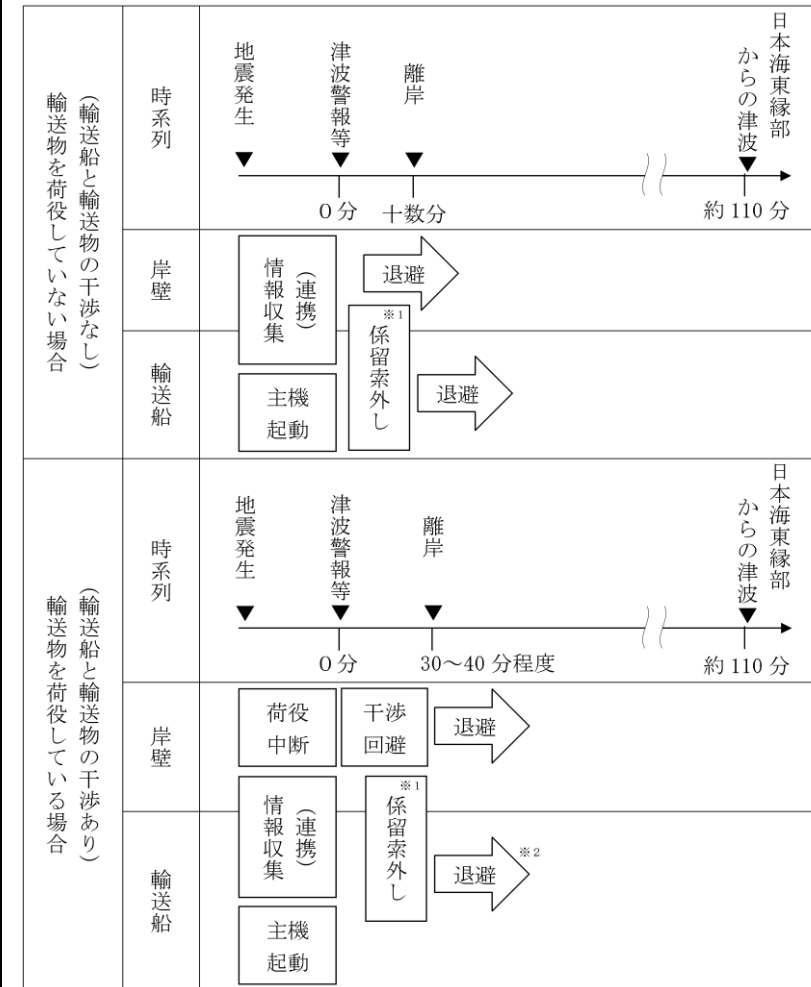 輸送物を荷役していない場合
(輸送船と輸送物の干渉なし)
時系列
地震発生
津波警報等
離岸
日本海東縁部
からの津波
0分
十数分
約110分
岸壁
情報収集
(連携)
退避
※1
係留索外し
輸送船
主機
起動
退避
輸送物を荷役している場合
(輸送船と輸送物の干渉あり)
時系列
地震発生
津波警報等
離岸
日本海東縁部
からの津波
0分
30~40分程度
約110分
岸壁
荷役
中断
干渉
回避
退避
情報収集
(連携)
※1
係留索外し
輸送船
退避
※2
主機
起動